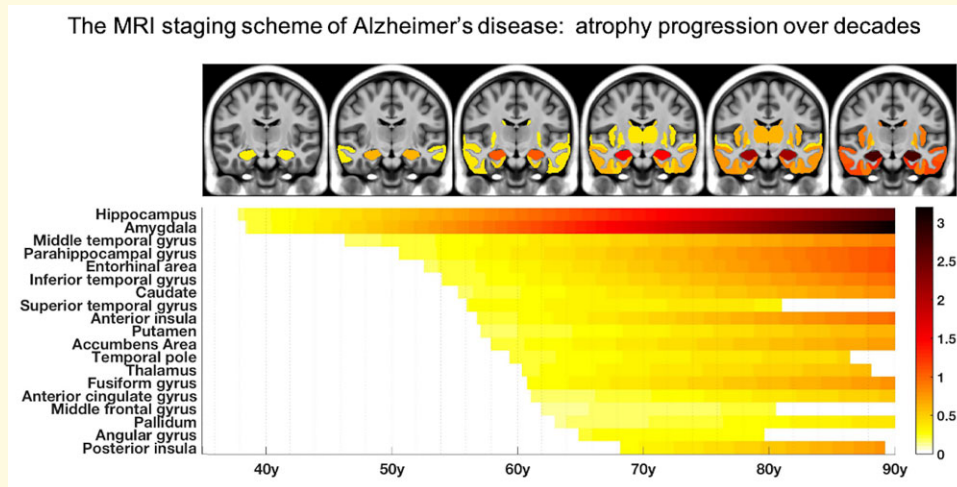 The MRI staging scheme of Alzheimer's disease: atrophy progression over decades
Hippocampus
Amygdala
Middle temporal gyrus
Parahippocampal gyrus
Entorhinal area
Inferior temporal gyrus
Caudate
Superior temporal gyrus
Anterior insula
Putamen
Accumbens Area
Temporal pole
Thalamus
Fusiform gyrus
Anterior cingulate gyrus
Middle frontal gyrus
Pallidum
Angular gyrus
Posterior insula
40y 50y 60y 70y 80y 90y
3
2.5
2
1.5
1
0.5
0